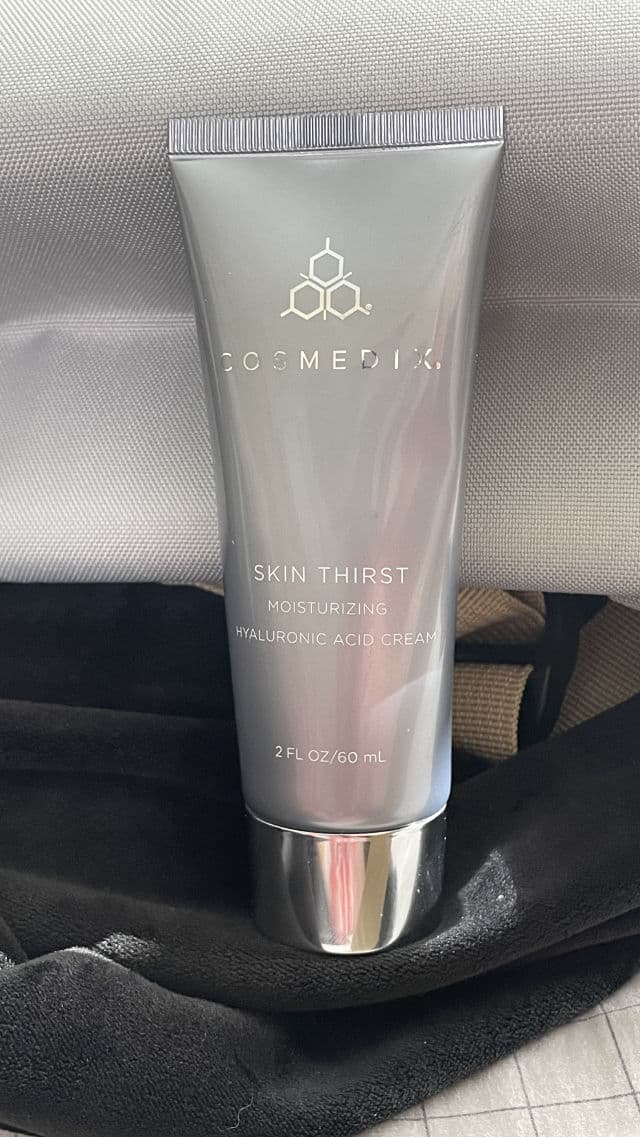 COSMEDIX
SKIN THIRST
MOISTURIZING
HYALURONIC ACID CREAM
2 FL OZ/60 mL